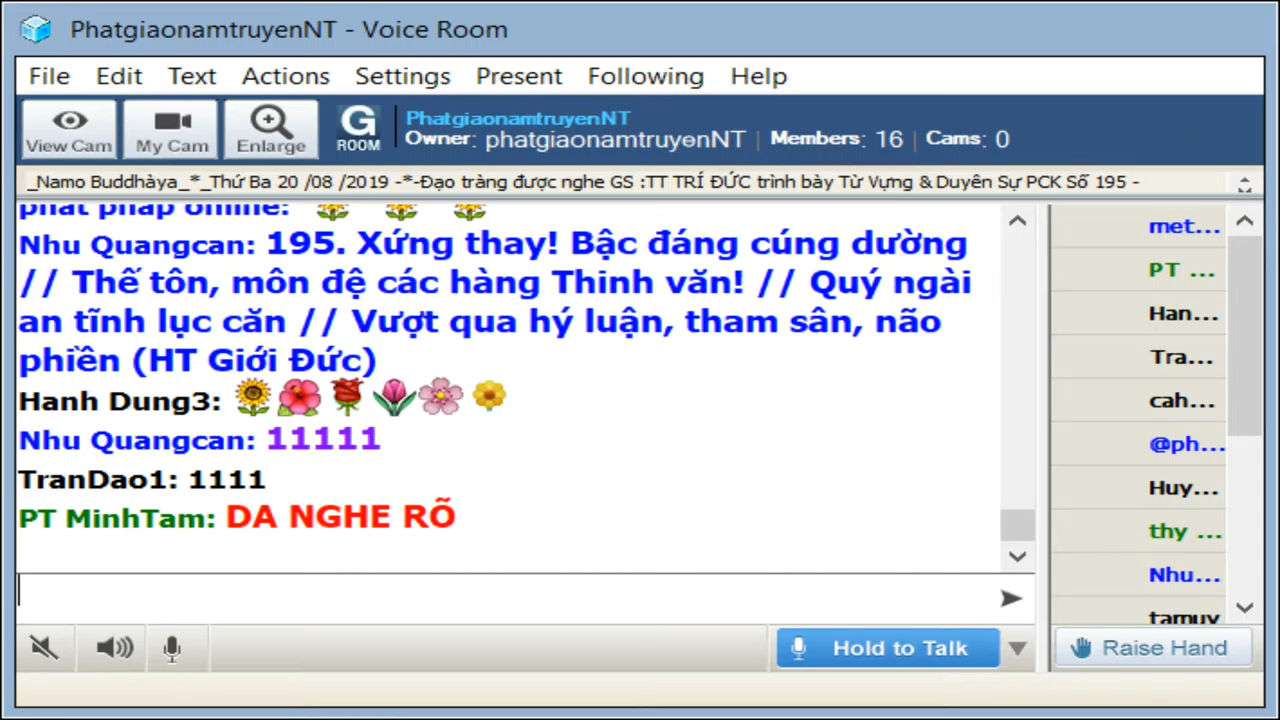 PhatgiaonamtruyenNT - Voice Room
File Edit Text Actions Settings Present Following Help
View Cam My Cam Enlarge G ROOM
PhatgiaonamtruyenNT
Owner: phatgiaonamtruyenNT | Members: 16 | Cams: 0
_Namo Buddhàya_*_Thứ Ba 20 /08 /2019 -*-Đạo tràng được nghe GS :TT TRÍ ĐỨC trình bày Từ Vựng & Duyên Sự PCK Số 195 -
phat phap online:
Nhu Quangcan: 195. Xứng thay! Bậc đáng cúng dường
// Thế tôn, môn đệ các hàng Thinh văn! // Quý ngài
an tĩnh lục căn // Vượt qua hý luận, tham sân, não
phiền (HT Giới Đức)
Hanh Dung3:
Nhu Quangcan: 11111
TranDao1: 1111
PT MinhTam: DA NGHE RÕ
met...
PT ...
Han...
Tra...
cah...
@ph...
Huy...
thy ...
Nhu...
tamuy
Hold to Talk
Raise Hand